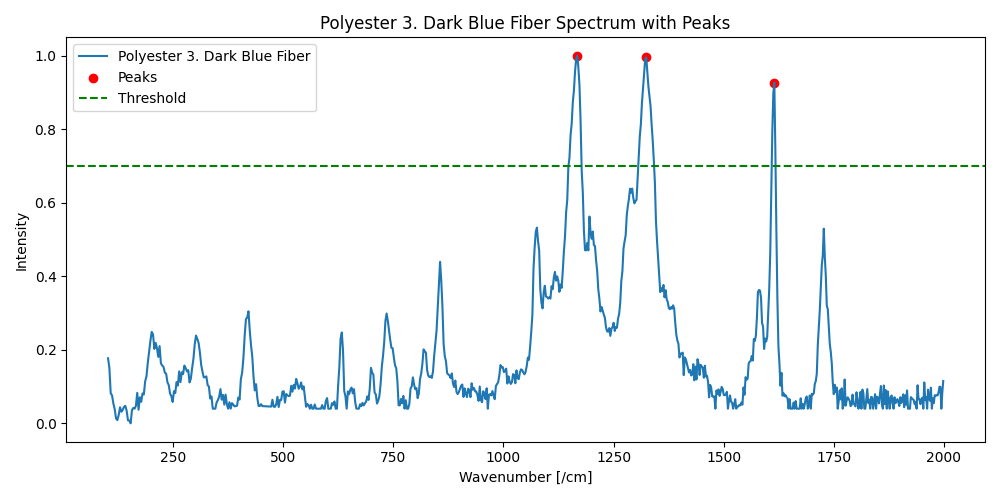 Polyester 3. Dark Blue Fiber Spectrum with Peaks
Polyester 3. Dark Blue Fiber
Peaks
Threshold
Intensity
1.0
0.8
0.6
0.4
0.2
0.0
250 500 750 1000 1250 1500 1750 2000
Wavenumber [/cm]